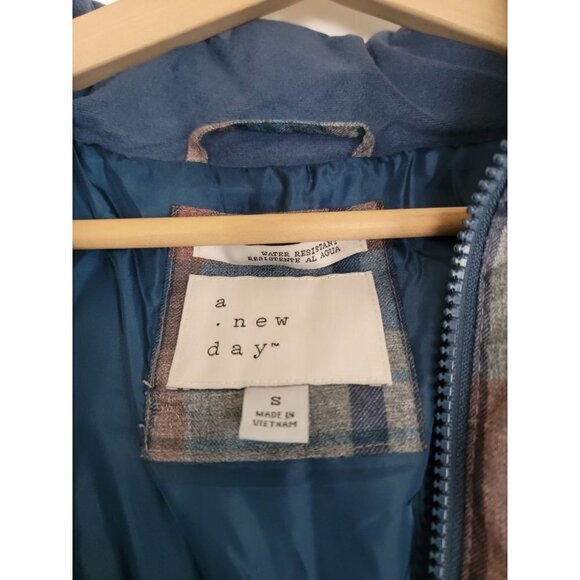 WATER RESISTANT
RESISTENTE AL AGUA
a
. new
day™
S
MADE IN
VIETNAM